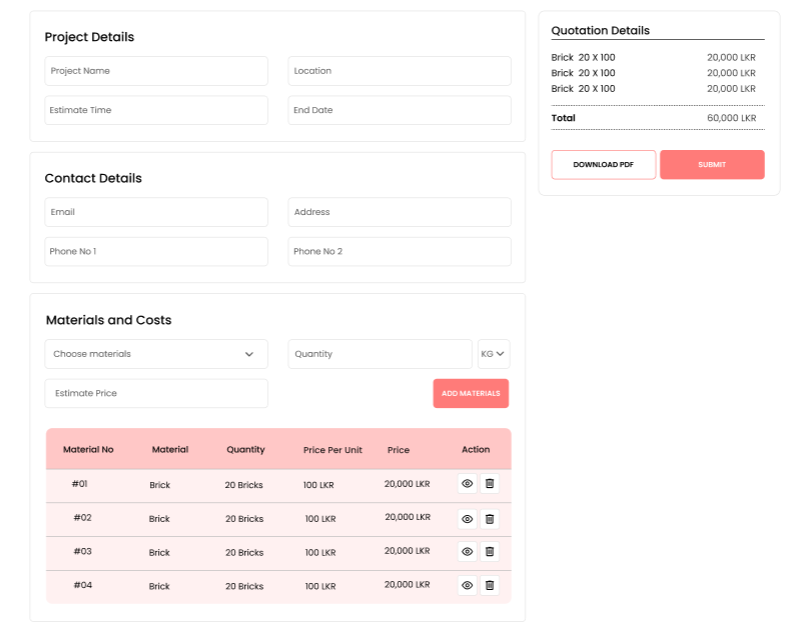 Project Details
Project Name
Location
Estimate Time
End Date
Contact Details
Email
Address
Phone No 1
Phone No 2
Materials and Costs
Choose materials
Quantity
KG
Estimate Price
ADD MATERIALS
Material No Material Quantity Price Per Unit Price Action
#01 Brick 20 Bricks 100 LKR 20,000 LKR
#02 Brick 20 Bricks 100 LKR 20,000 LKR
#03 Brick 20 Bricks 100 LKR 20,000 LKR
#04 Brick 20 Bricks 100 LKR 20,000 LKR
Quotation Details
Brick 20 X 100 20,000 LKR
Brick 20 X 100 20,000 LKR
Brick 20 X 100 20,000 LKR
Total 60,000 LKR
DOWNLOAD PDF
SUBMIT